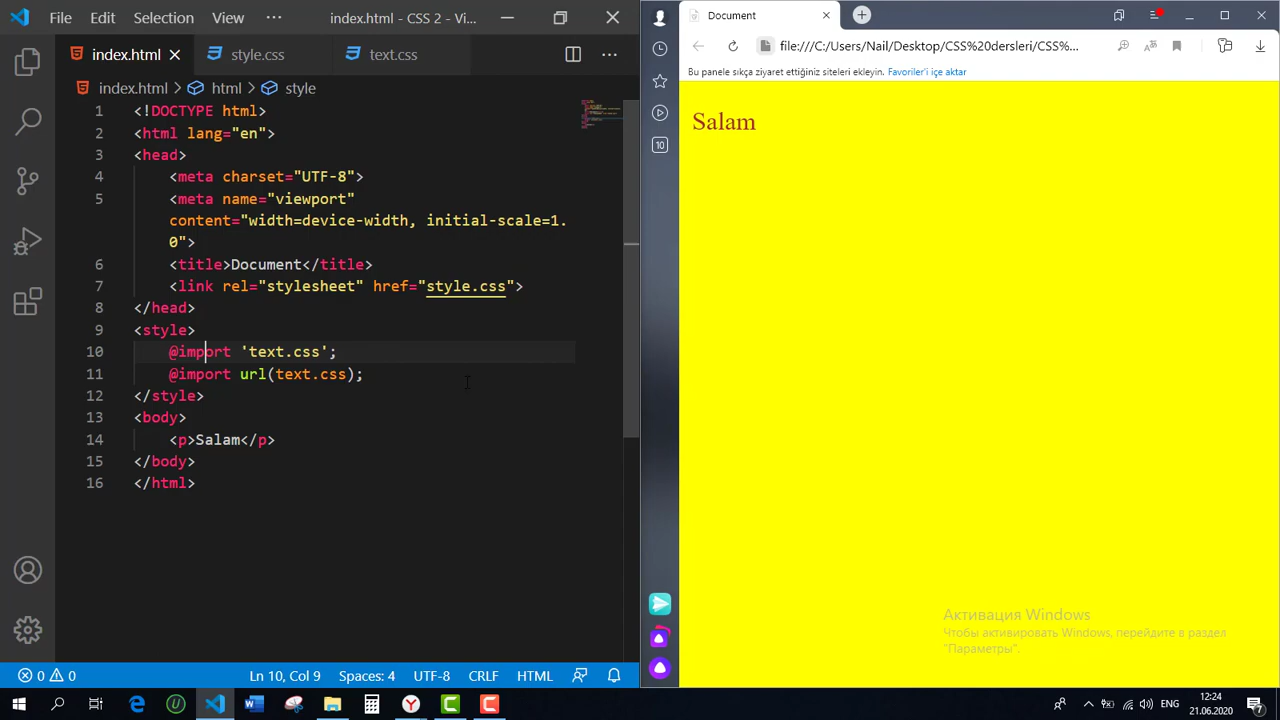 File Edit Selection View ··· index.html - CSS 2 - Vi...
index.html style.css text.css
index.html > html > style
1 <!DOCTYPE html>
2 <html lang="en">
3 <head>
4 <meta charset="UTF-8">
5 <meta name="viewport"
content="width=device-width, initial-scale=1.
0">
6 <title>Document</title>
7 <link rel="stylesheet" href="style.css">
8 </head>
9 <style>
10 @import 'text.css';
11 @import url(text.css);
12 </style>
13 <body>
14 <p>Salam</p>
15 </body>
16 </html>
0 0 Ln 10, Col 9 Spaces: 4 UTF-8 CRLF HTML
Document
file:///C:/Users/Nail/Desktop/CSS%20dersleri/CSS%...
Bu panele sıkça ziyaret ettiğiniz siteleri ekleyin. Favoriler'i içe aktar
10
Salam
Активация Windows
Чтобы активировать Windows, перейдите в раздел
"Параметры".
ENG 12:24
21.06.2020
7